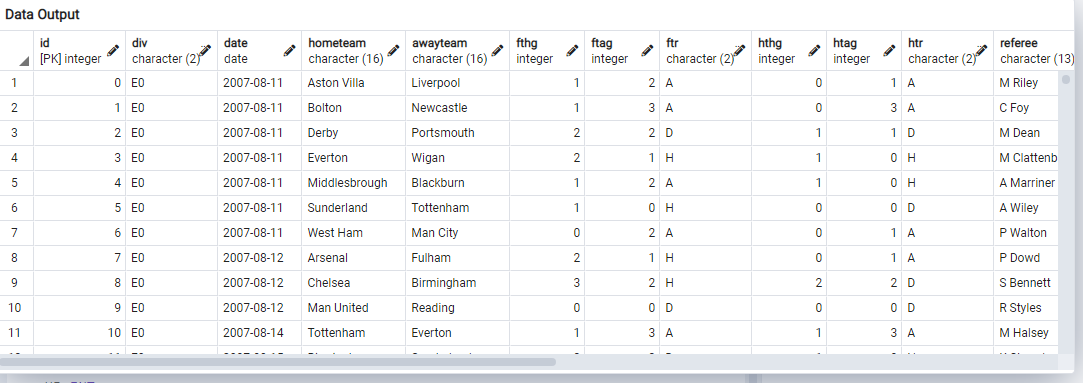 Data Output
id div date hometeam awayteam fthg ftag ftr hthg htag htr referee
[PK] integer character (2) date character (16) character (16) integer integer character (2) integer integer character (2) character (13)
1 0 E0 2007-08-11 Aston Villa Liverpool 1 2 A 0 1 A M Riley
2 1 E0 2007-08-11 Bolton Newcastle 1 3 A 0 3 A C Foy
3 2 E0 2007-08-11 Derby Portsmouth 2 2 D 1 1 D M Dean
4 3 E0 2007-08-11 Everton Wigan 2 1 H 1 0 H M Clattenb
5 4 E0 2007-08-11 Middlesbrough Blackburn 1 2 A 1 0 H A Marriner
6 5 E0 2007-08-11 Sunderland Tottenham 1 0 H 0 0 D A Wiley
7 6 E0 2007-08-11 West Ham Man City 0 2 A 0 1 A P Walton
8 7 E0 2007-08-12 Arsenal Fulham 2 1 H 0 1 A P Dowd
9 8 E0 2007-08-12 Chelsea Birmingham 3 2 H 2 2 D S Bennett
10 9 E0 2007-08-12 Man United Reading 0 0 D 0 0 D R Styles
11 10 E0 2007-08-14 Tottenham Everton 1 3 A 1 3 A M Halsey